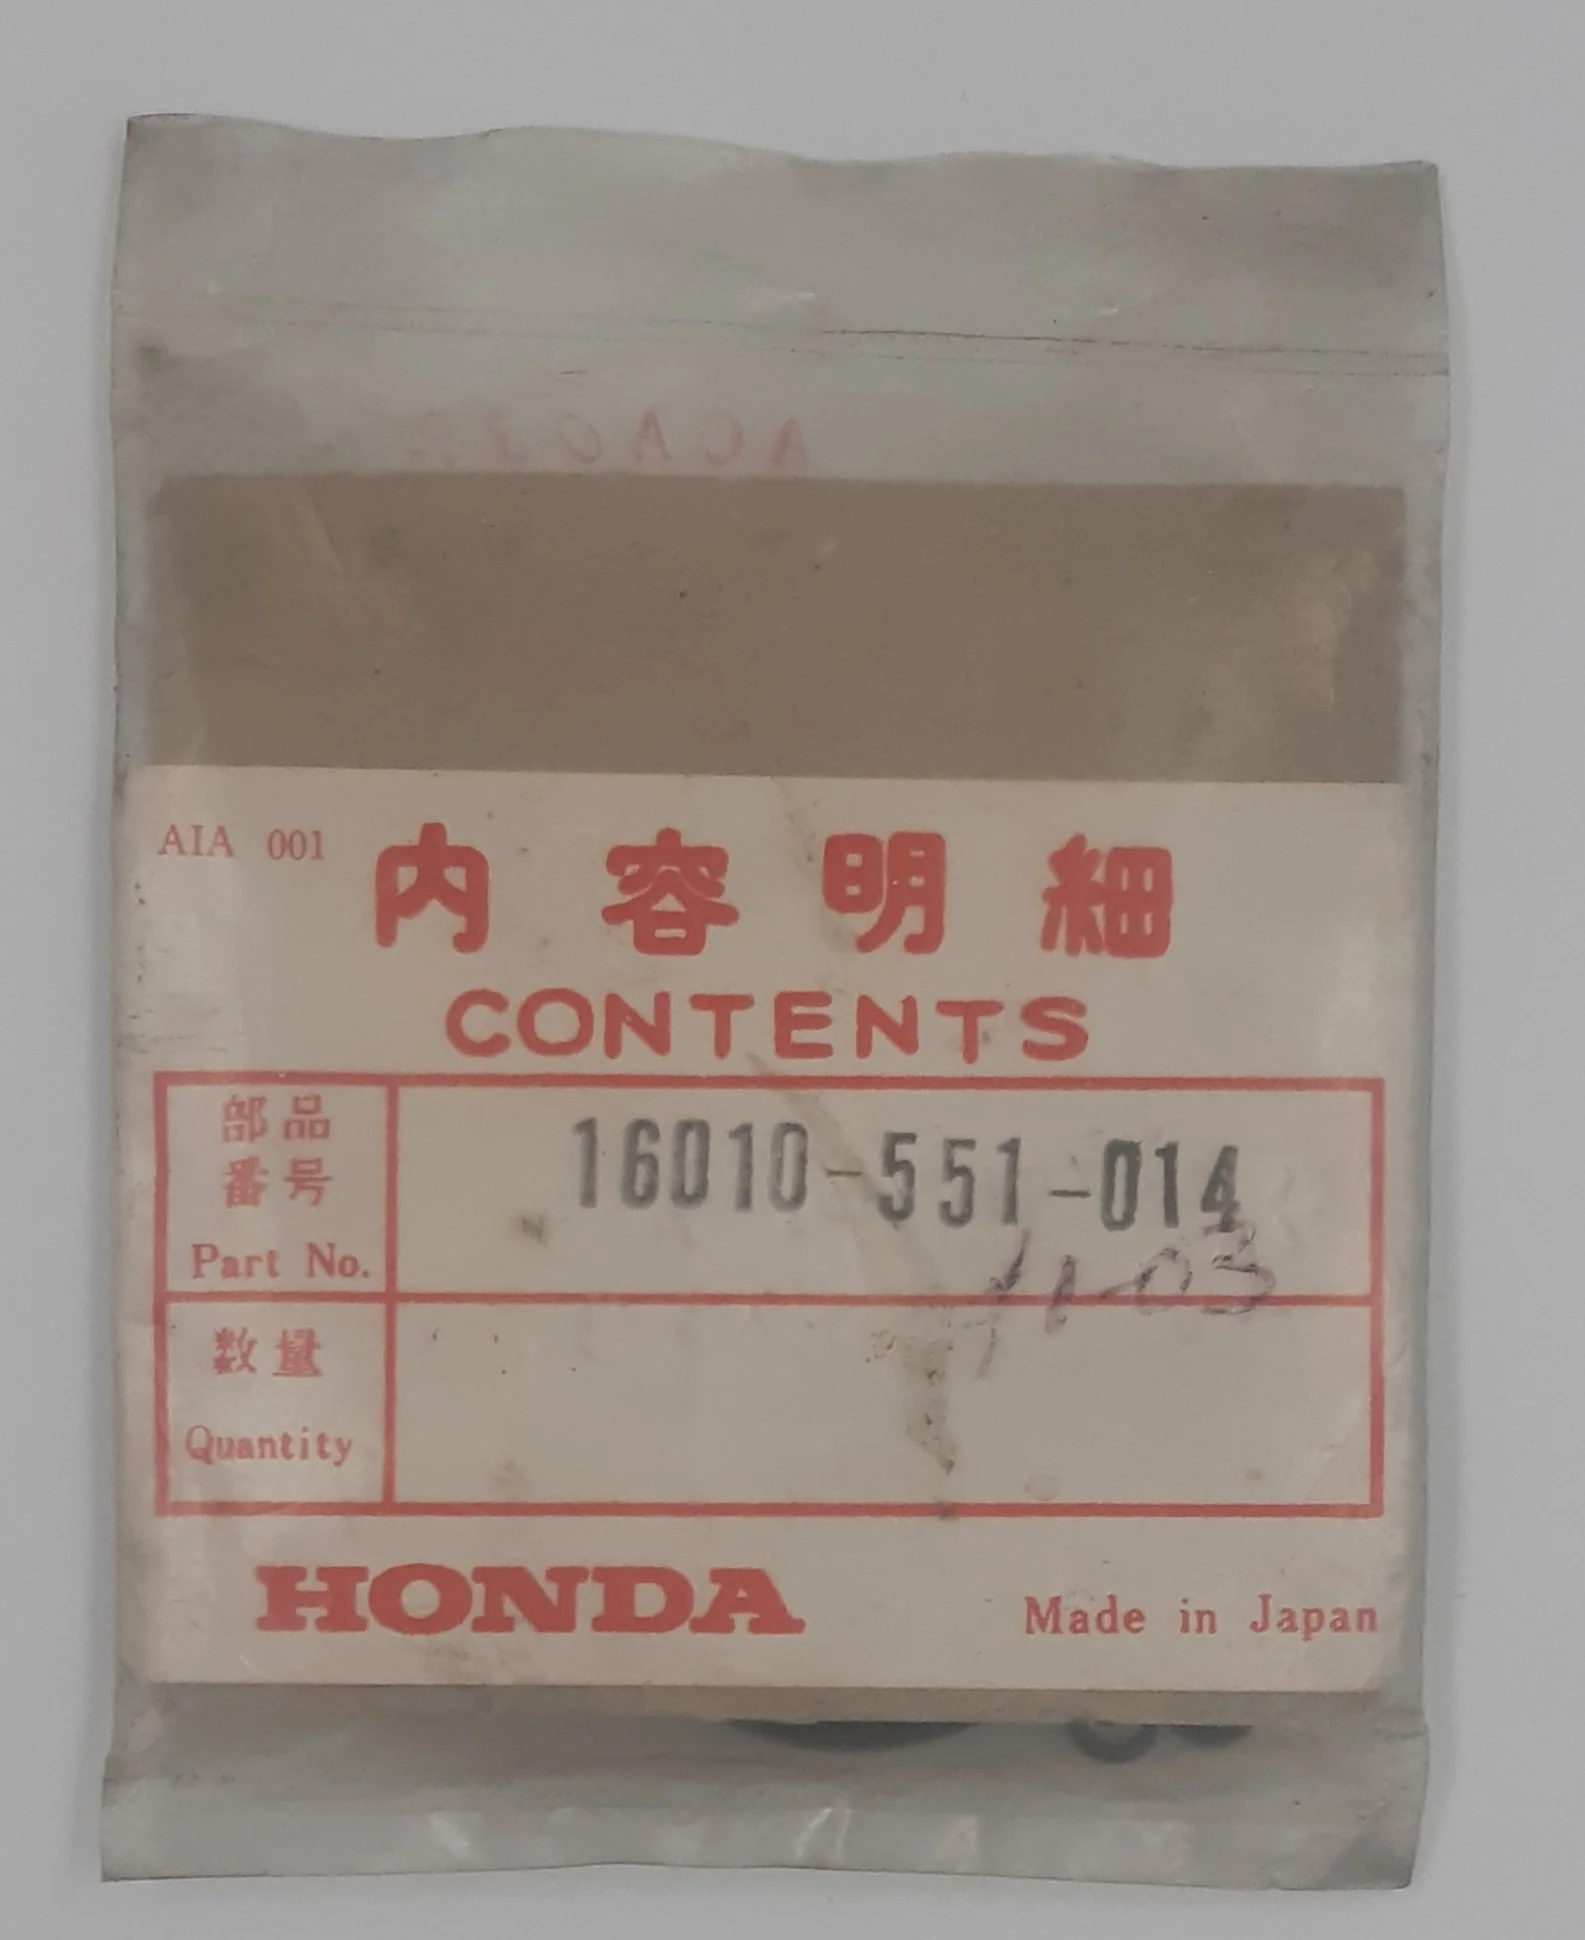 AIA 001
内容明細
CONTENTS
部品
番号
Part No.
16010-551-014
数量
Quantity
HONDA
Made in Japan